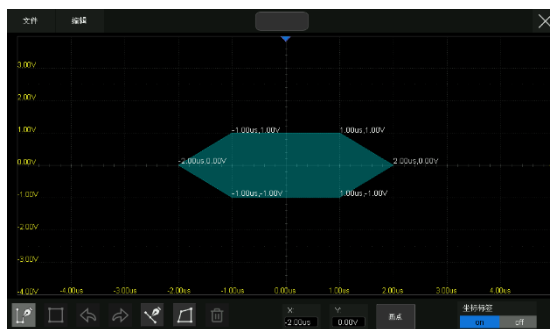 文件 编辑
3.00V
2.00V
1.00V
-1.00us,1.00V 1.00us,1.00V
0.00V
-2.00us,0.00V 2.00us,0.00V
-1.00V
-1.00us,-1.00V 1.00us,-1.00V
-2.00V
-3.00V
-4.00V -4.00us -3.00us -2.00us -1.00us 0.00us 1.00us 2.00us 3.00us 4.00us
X Y 坐标标签
-2.00us 0.00V on off